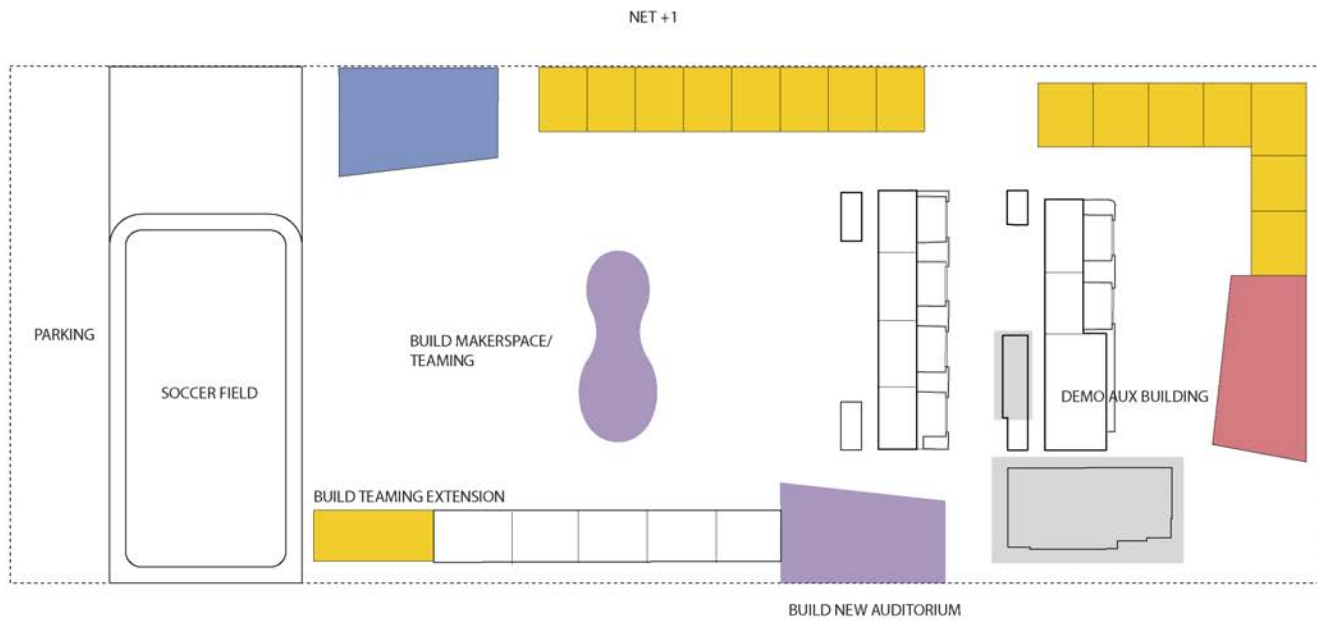 NET +1
PARKING
SOCCER FIELD
BUILD MAKERSPACE/
TEAMING
DEMO AUX BUILDING
BUILD TEAMING EXTENSION
BUILD NEW AUDITORIUM